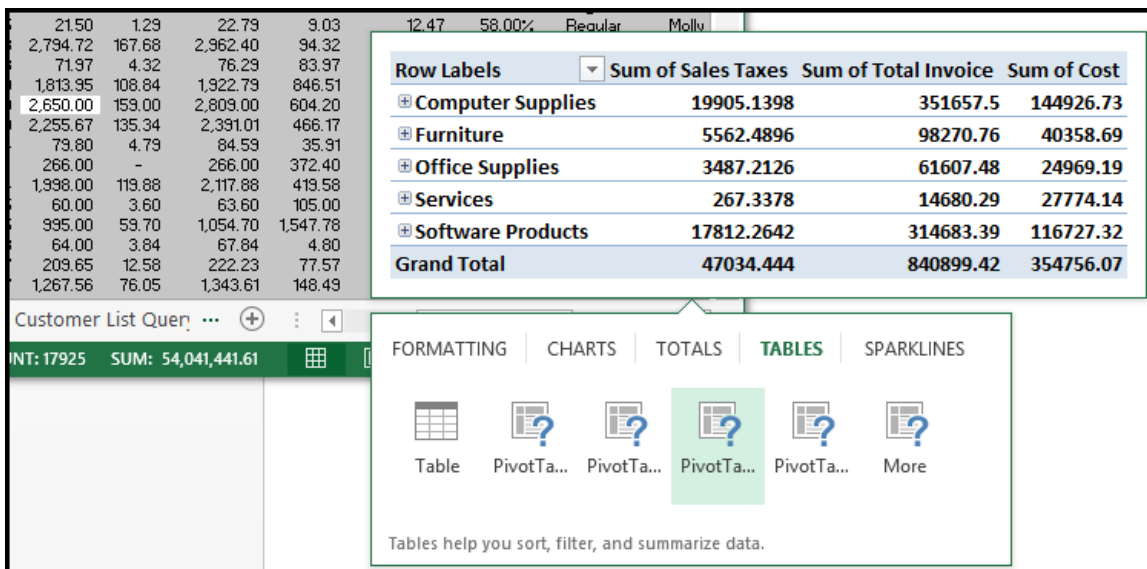 21.50 1.29 22.79 9.03 12.47 58.00% Regular Molly
2,794.72 167.68 2,962.40 94.32
71.97 4.32 76.29 83.97
1,813.95 108.84 1,922.79 846.51
2,650.00 159.00 2,809.00 604.20
2,255.67 135.34 2,391.01 466.17
79.80 4.79 84.59 35.91
266.00 - 266.00 372.40
1,998.00 119.88 2,117.88 419.58
60.00 3.60 63.60 105.00
995.00 59.70 1,054.70 1,547.78
64.00 3.84 67.84 4.80
209.65 12.58 222.23 77.57
1,267.56 76.05 1,343.61 148.49
Row Labels Sum of Sales Taxes Sum of Total Invoice Sum of Cost
Computer Supplies 19905.1398 351657.5 144926.73
Furniture 5562.4896 98270.76 40358.69
Office Supplies 3487.2126 61607.48 24969.19
Services 267.3378 14680.29 27774.14
Software Products 17812.2642 314683.39 116727.32
Grand Total 47034.444 840899.42 354756.07
Customer List Quer ...
NT: 17925 SUM: 54,041,441.61
FORMATTING CHARTS TOTALS TABLES SPARKLINES
Table PivotTa... PivotTa... PivotTa... PivotTa... More
Tables help you sort, filter, and summarize data.